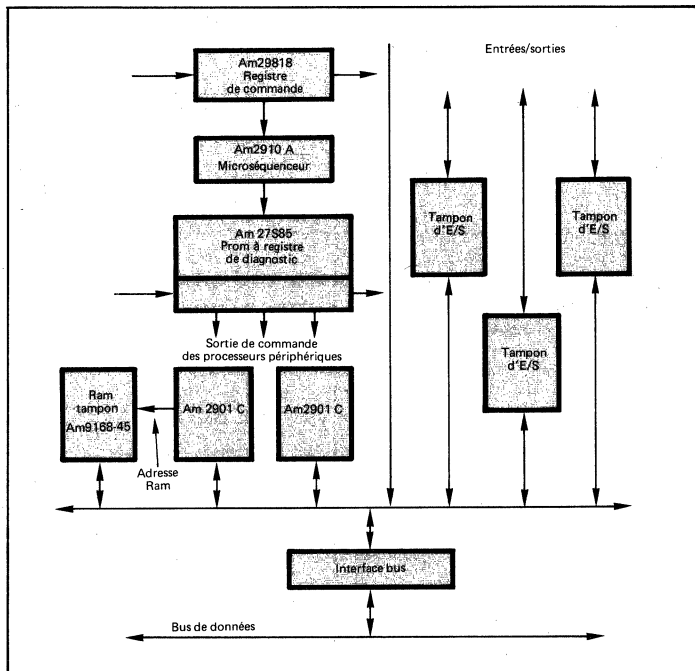 Am29818
Registre
de commande
Entrées/sorties
Am2910 A
Microséquenceur
Am 27S85
Prom à registre
de diagnostic
Tampon
d'E/S
Tampon
d'E/S
Tampon
d'E/S
Sortie de commande
des processeurs périphériques
Ram
tampon
Am9168-45
Am 2901 C
Am2901 C
Adresse
Ram
Interface bus
Bus de données